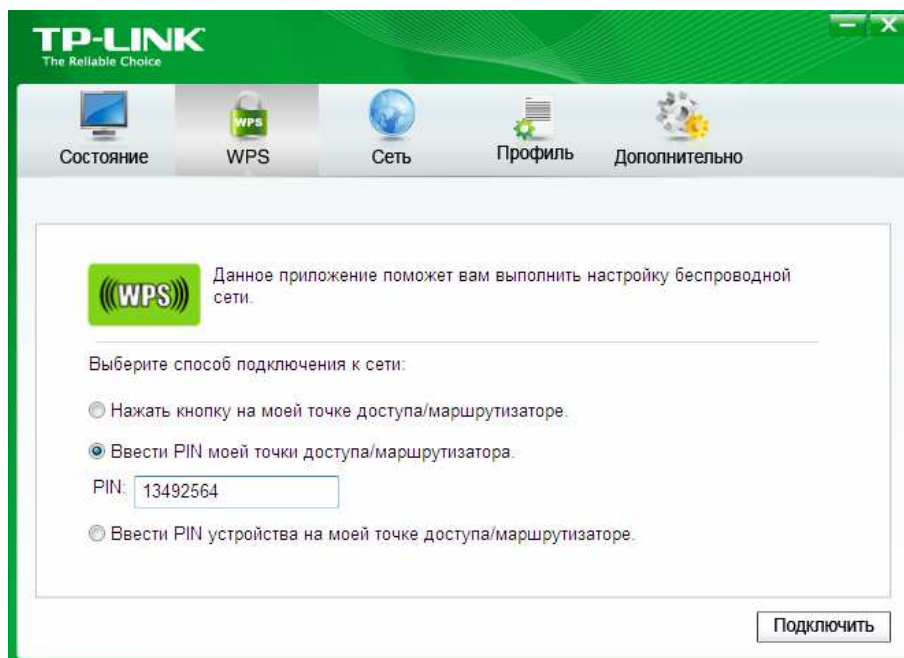 TP-LINK
The Reliable Choice
Состояние
WPS
WPS
Сеть
Профиль
Дополнительно
WPS
Данное приложение поможет вам выполнить настройку беспроводной
сети.
Выберите способ подключения к сети:
Нажать кнопку на моей точке доступа/маршрутизаторе.
Ввести PIN моей точки доступа/маршрутизатора.
PIN: 13492564
Ввести PIN устройства на моей точке доступа/маршрутизаторе.
Подключить